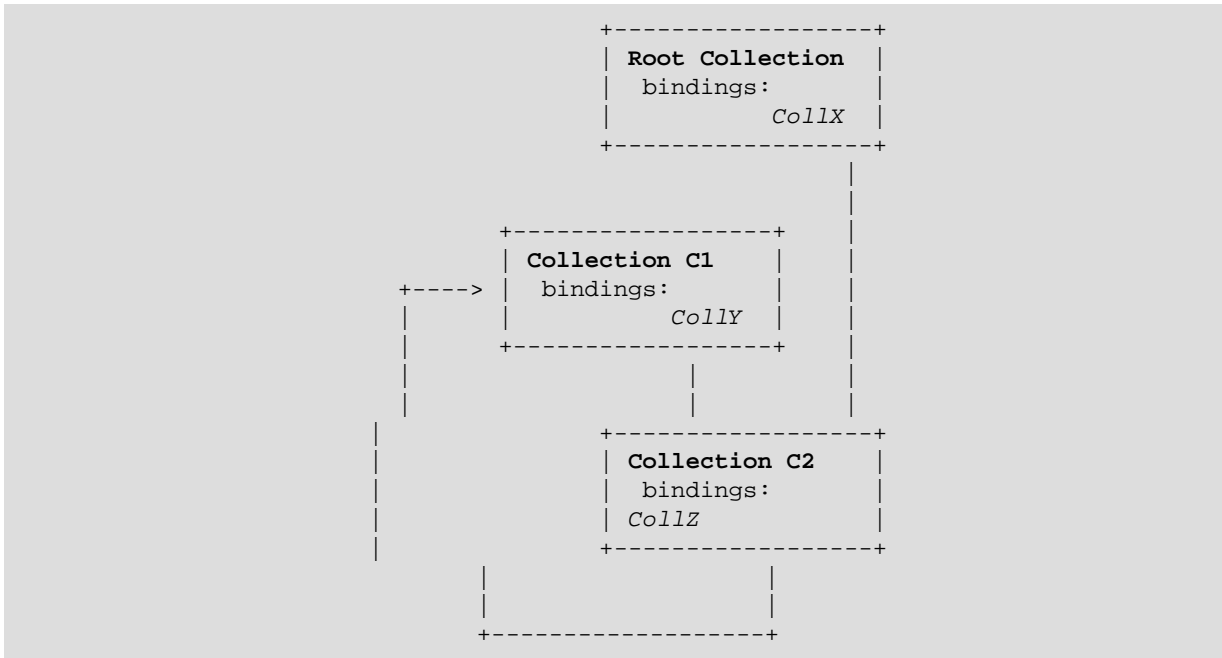 +------------------+
| Root Collection |
| bindings: |
| CollX |
+------------------+
|
|
+------------------+ |
| Collection C1 | |
+----> | bindings: | |
| | CollY | |
| +------------------+ |
| | |
| | |
| +------------------+
| | Collection C2 |
| | bindings: |
| | CollZ |
| +------------------+
| |
| |
+-------------------+